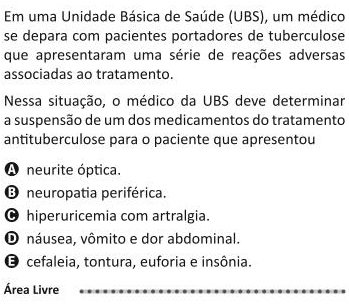 Em uma Unidade Básica de Saúde (UBS), um médico
se depara com pacientes portadores de tuberculose
que apresentaram uma série de reações adversas
associadas ao tratamento.
Nessa situação, o médico da UBS deve determinar
a suspensão de um dos medicamentos do tratamento
antituberculose para o paciente que apresentou
A neurite óptica.
B neuropatia periférica.
C hiperuricemia com artralgia.
D náusea, vômito e dor abdominal.
E cefaleia, tontura, euforia e insônia.
Área Livre